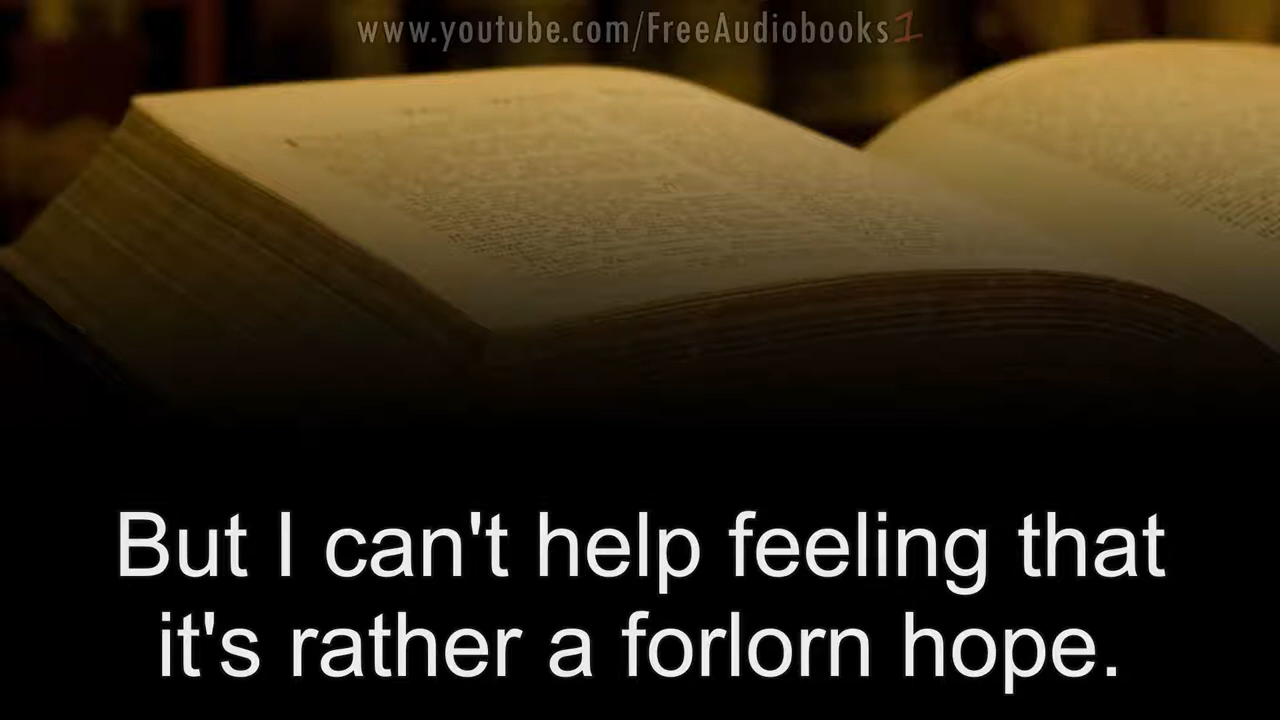 www.youtube.com/FreeAudiobooks1
But I can't help feeling that
it's rather a forlorn hope.